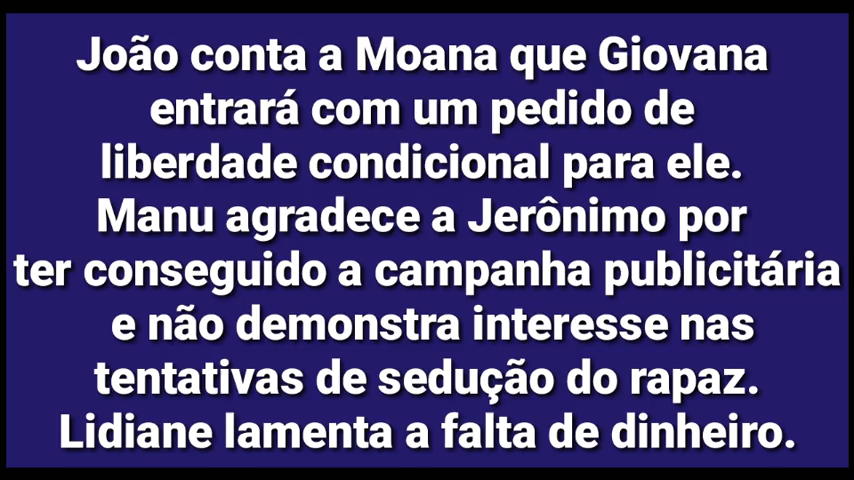 João conta a Moana que Giovana
entrará com um pedido de
liberdade condicional para ele.
Manu agradece a Jerônimo por
ter conseguido a campanha publicitária
e não demonstra interesse nas
tentativas de sedução do rapaz.
Lidiane lamenta a falta de dinheiro.